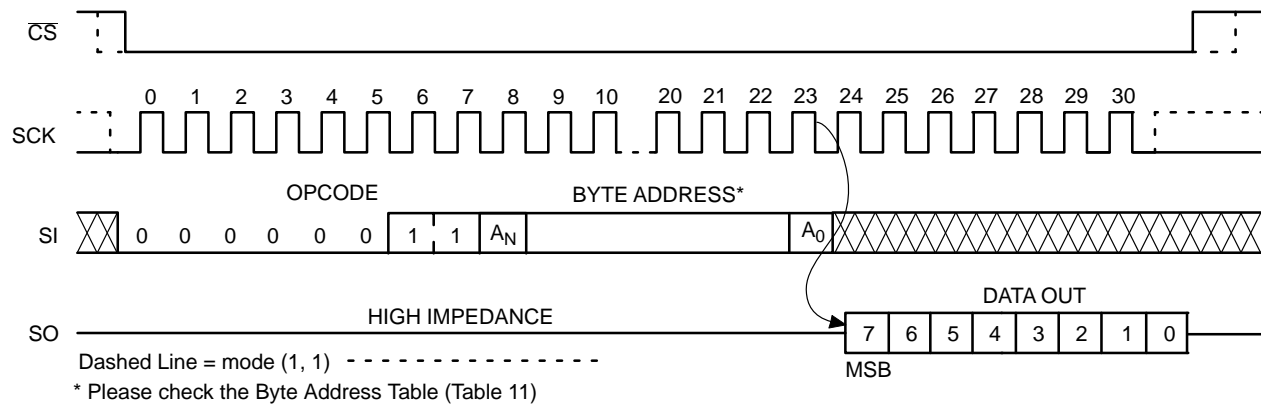 CS
0 1 2 3 4 5 6 7 8 9 10 20 21 22 23 24 25 26 27 28 29 30
SCK
OPCODE BYTE ADDRESS*
SI 0 0 0 0 0 0 1 1 AN A0
DATA OUT
HIGH IMPEDANCE
SO 7 6 5 4 3 2 1 0
Dashed Line = mode (1, 1) - - - - - - - - - - - - - - - -
MSB
* Please check the Byte Address Table (Table 11)